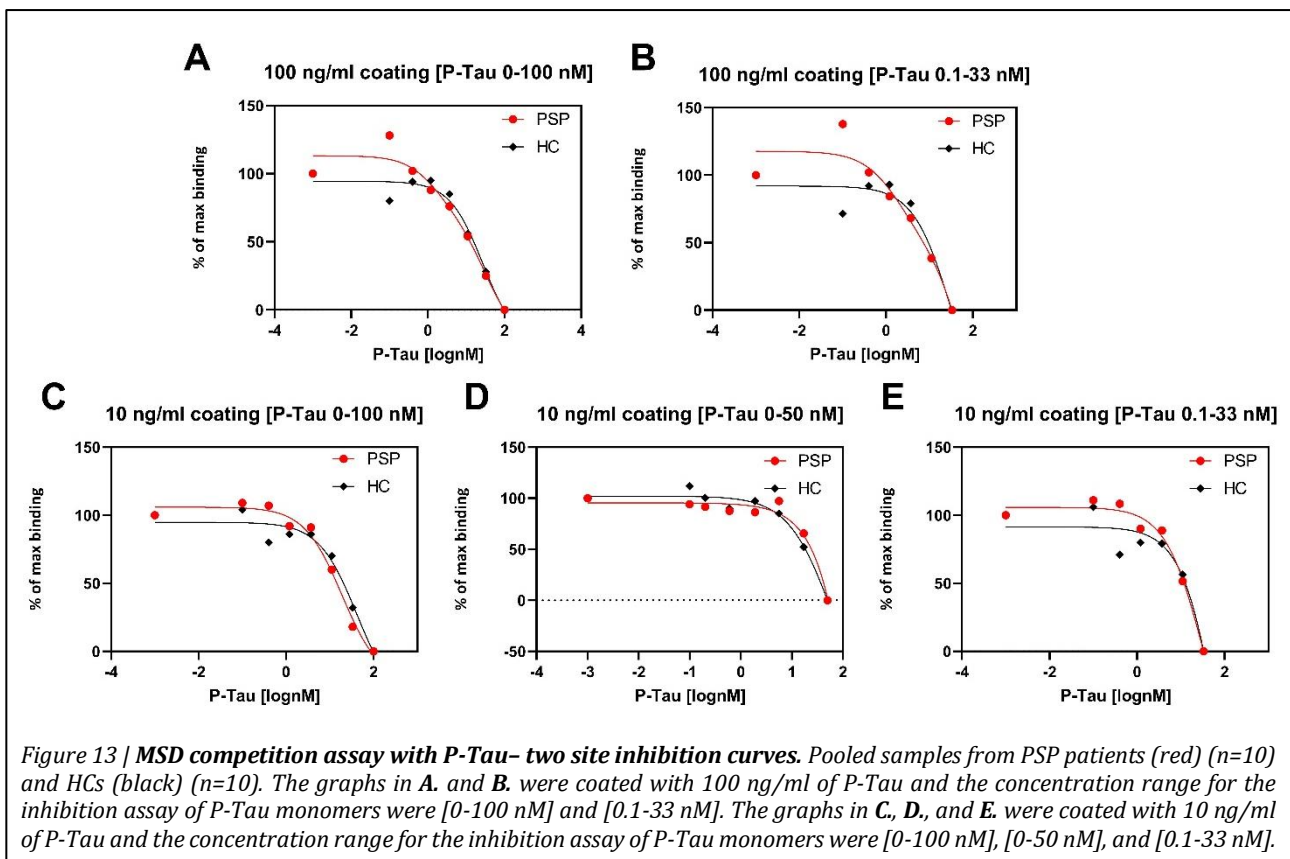 A
100 ng/ml coating [P-Tau 0-100 nM]
% of max binding
150
100
50
0
-4
-2
0
2
4
P-Tau [lognM]
PSP
HC
B
100 ng/ml coating [P-Tau 0.1-33 nM]
% of max binding
150
100
50
0
-4
-2
0
2
P-Tau [lognM]
PSP
HC
C
10 ng/ml coating [P-Tau 0-100 nM]
% of max binding
150
100
50
0
-4
-2
0
2
P-Tau [lognM]
PSP
HC
D
10 ng/ml coating [P-Tau 0-50 nM]
% of max binding
150
100
50
0
-50
-4
-3
-2
-1
0
1
2
P-Tau [lognM]
PSP
HC
E
10 ng/ml coating [P-Tau 0.1-33 nM]
% of max binding
150
100
50
0
-4
-2
0
2
P-Tau [lognM]
PSP
HC
Figure 13 | MSD competition assay with P-Tau– two site inhibition curves. Pooled samples from PSP patients (red) (n=10)
and HCs (black) (n=10). The graphs in A. and B. were coated with 100 ng/ml of P-Tau and the concentration range for the
inhibition assay of P-Tau monomers were [0-100 nM] and [0.1-33 nM]. The graphs in C., D., and E. were coated with 10 ng/ml
of P-Tau and the concentration range for the inhibition assay of P-Tau monomers were [0-100 nM], [0-50 nM], and [0.1-33 nM].